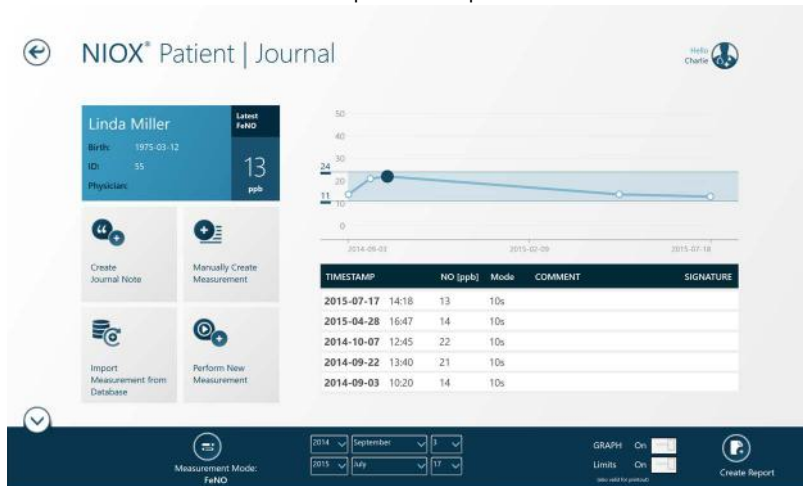 NIOX® Patient | Journal
Hello
Charlie
Linda Miller
Latest
FeNO
Birth: 1975-03-12
ID: 55
Physician:
13
ppb
Create
Journal Note
Manually Create
Measurement
Import
Measurement from
Database
Perform New
Measurement
50
40
30
24
20
11
10
0
2014-09-03 2015-02-09 2015-07-18
TIMESTAMP NO [ppb] Mode COMMENT SIGNATURE
2015-07-17 14:18 13 10s
2015-04-28 16:47 14 10s
2014-10-07 12:45 22 10s
2014-09-22 13:40 21 10s
2014-09-03 10:20 14 10s
Measurement Mode:
FeNO
2014 September 3
2015 July 17
GRAPH On
Limits On
(also valid for printout)
Create Report